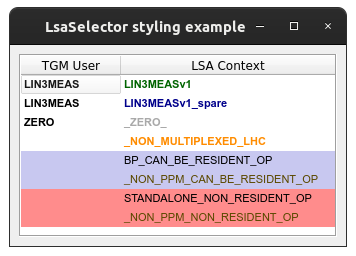 LsaSelector styling example
TGM User LSA Context
LIN3MEAS LIN3MEASv1
LIN3MEAS LIN3MEASv1_spare
ZERO _ZERO_
_NON_MULTIPLEXED_LHC
BP_CAN_BE_RESIDENT_OP
_NON_PPM_CAN_BE_RESIDENT_OP
STANDALONE_NON_RESIDENT_OP
_NON_PPM_NON_RESIDENT_OP